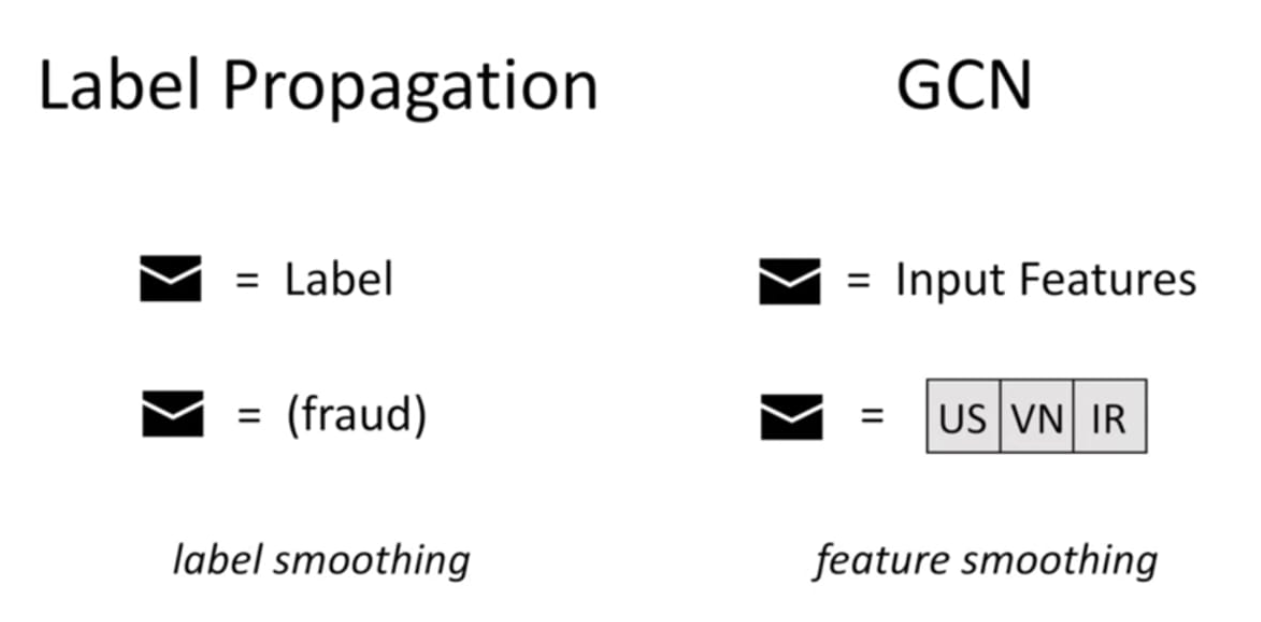 Label Propagation
GCN
= Label
= Input Features
= (fraud)
= US VN IR
label smoothing
feature smoothing